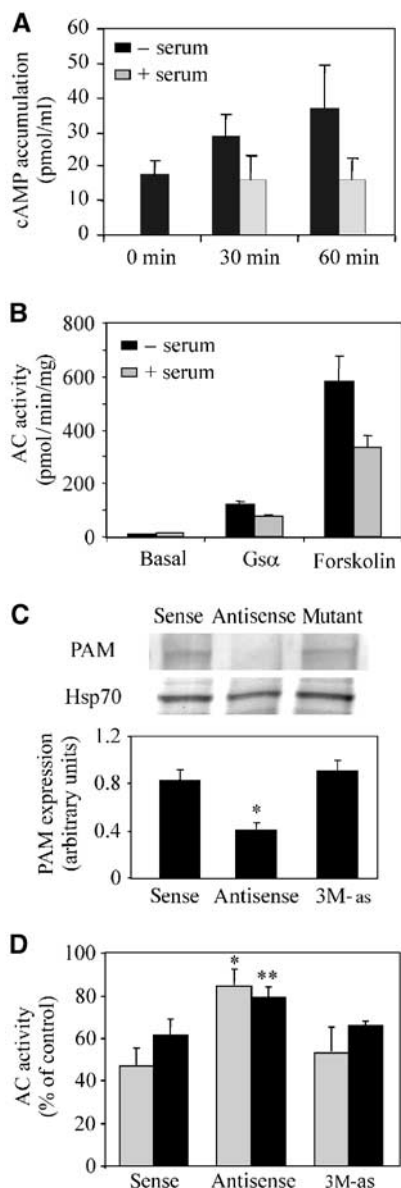 A
60
50
40
30
20
10
0
cAMP accumulation
(pmol/ml)
– serum
+ serum
0 min 30 min 60 min
B
800
600
400
200
0
AC activity
(pmol/min/mg)
– serum
+ serum
Basal Gsα Forskolin
C
Sense Antisense Mutant
PAM
Hsp70
1.2
0.8
0.4
0
PAM expression
(arbitrary units)
*
Sense Antisense 3M-as
D
100
80
60
40
20
0
AC activity
(% of control)
* **
Sense Antisense 3M-as